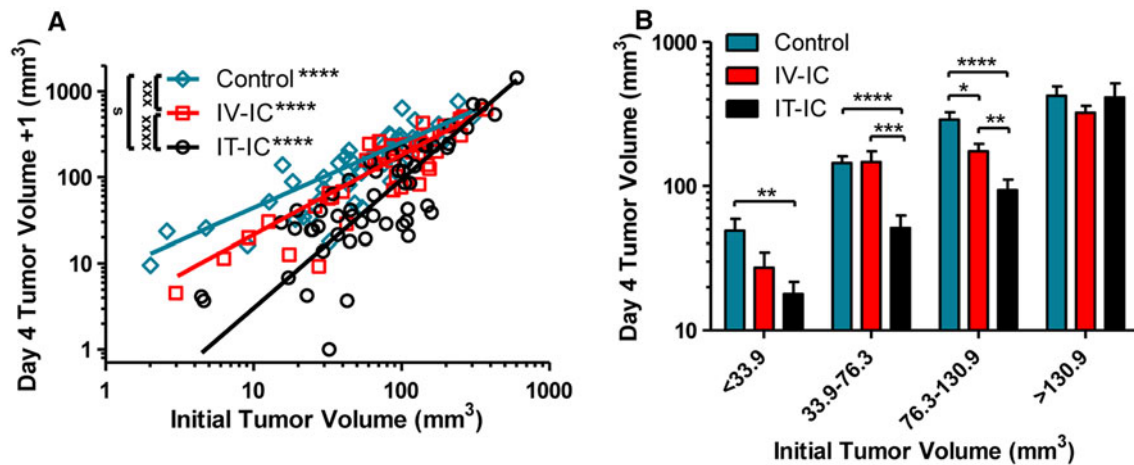 A
Day 4 Tumor Volume +1 (mm³)
1000
100
10
1
Control ****
IV-IC ****
IT-IC ****
xxx
xxxx
s
1 10 100 1000
Initial Tumor Volume (mm³)
B
Day 4 Tumor Volume (mm³)
1000
100
10
Control
IV-IC
IT-IC
**
****
***
****
*
**
<33.9
33.9-76.3
76.3-130.9
>130.9
Initial Tumor Volume (mm³)